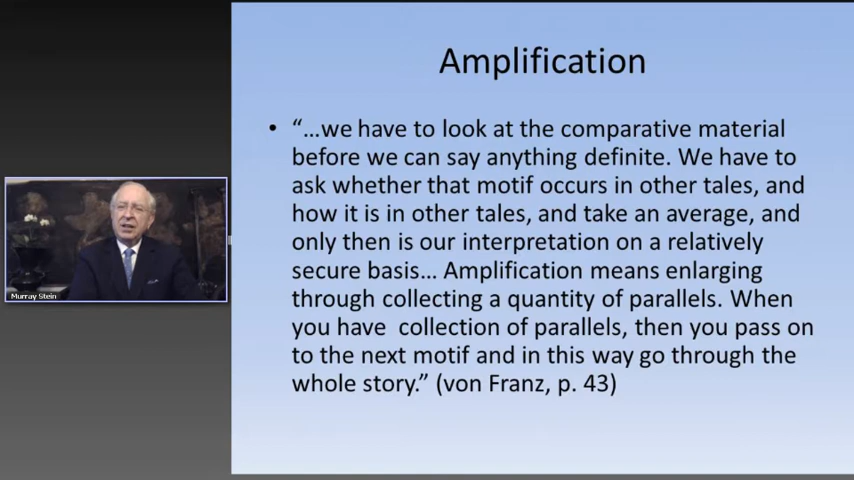 Amplification
• “…we have to look at the comparative material
before we can say anything definite. We have to
ask whether that motif occurs in other tales, and
how it is in other tales, and take an average, and
only then is our interpretation on a relatively
secure basis… Amplification means enlarging
through collecting a quantity of parallels. When
you have  collection of parallels, then you pass on
to the next motif and in this way go through the
whole story.” (von Franz, p. 43)
Murray Stein